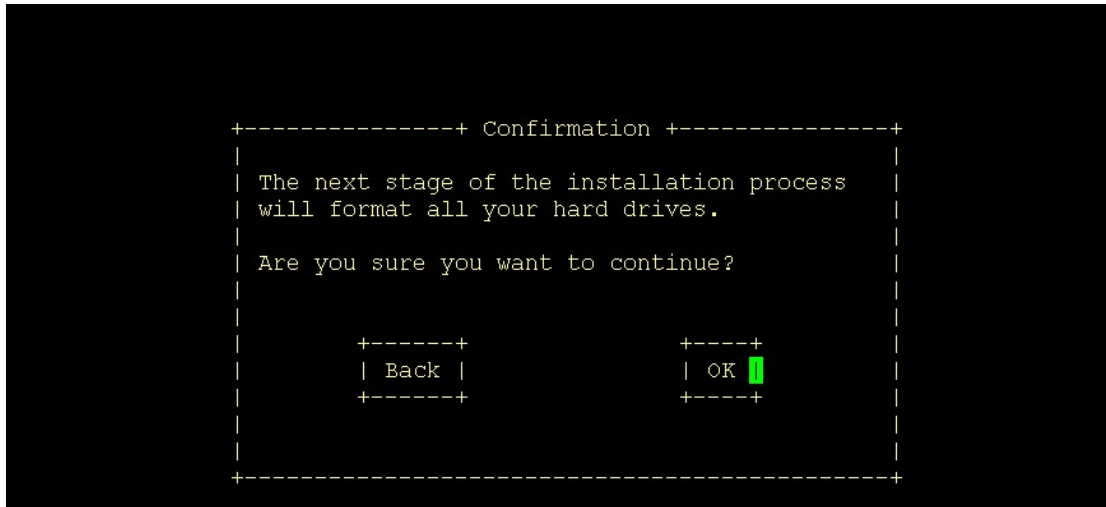 Confirmation
The next stage of the installation process
will format all your hard drives.
Are you sure you want to continue?
Back OK